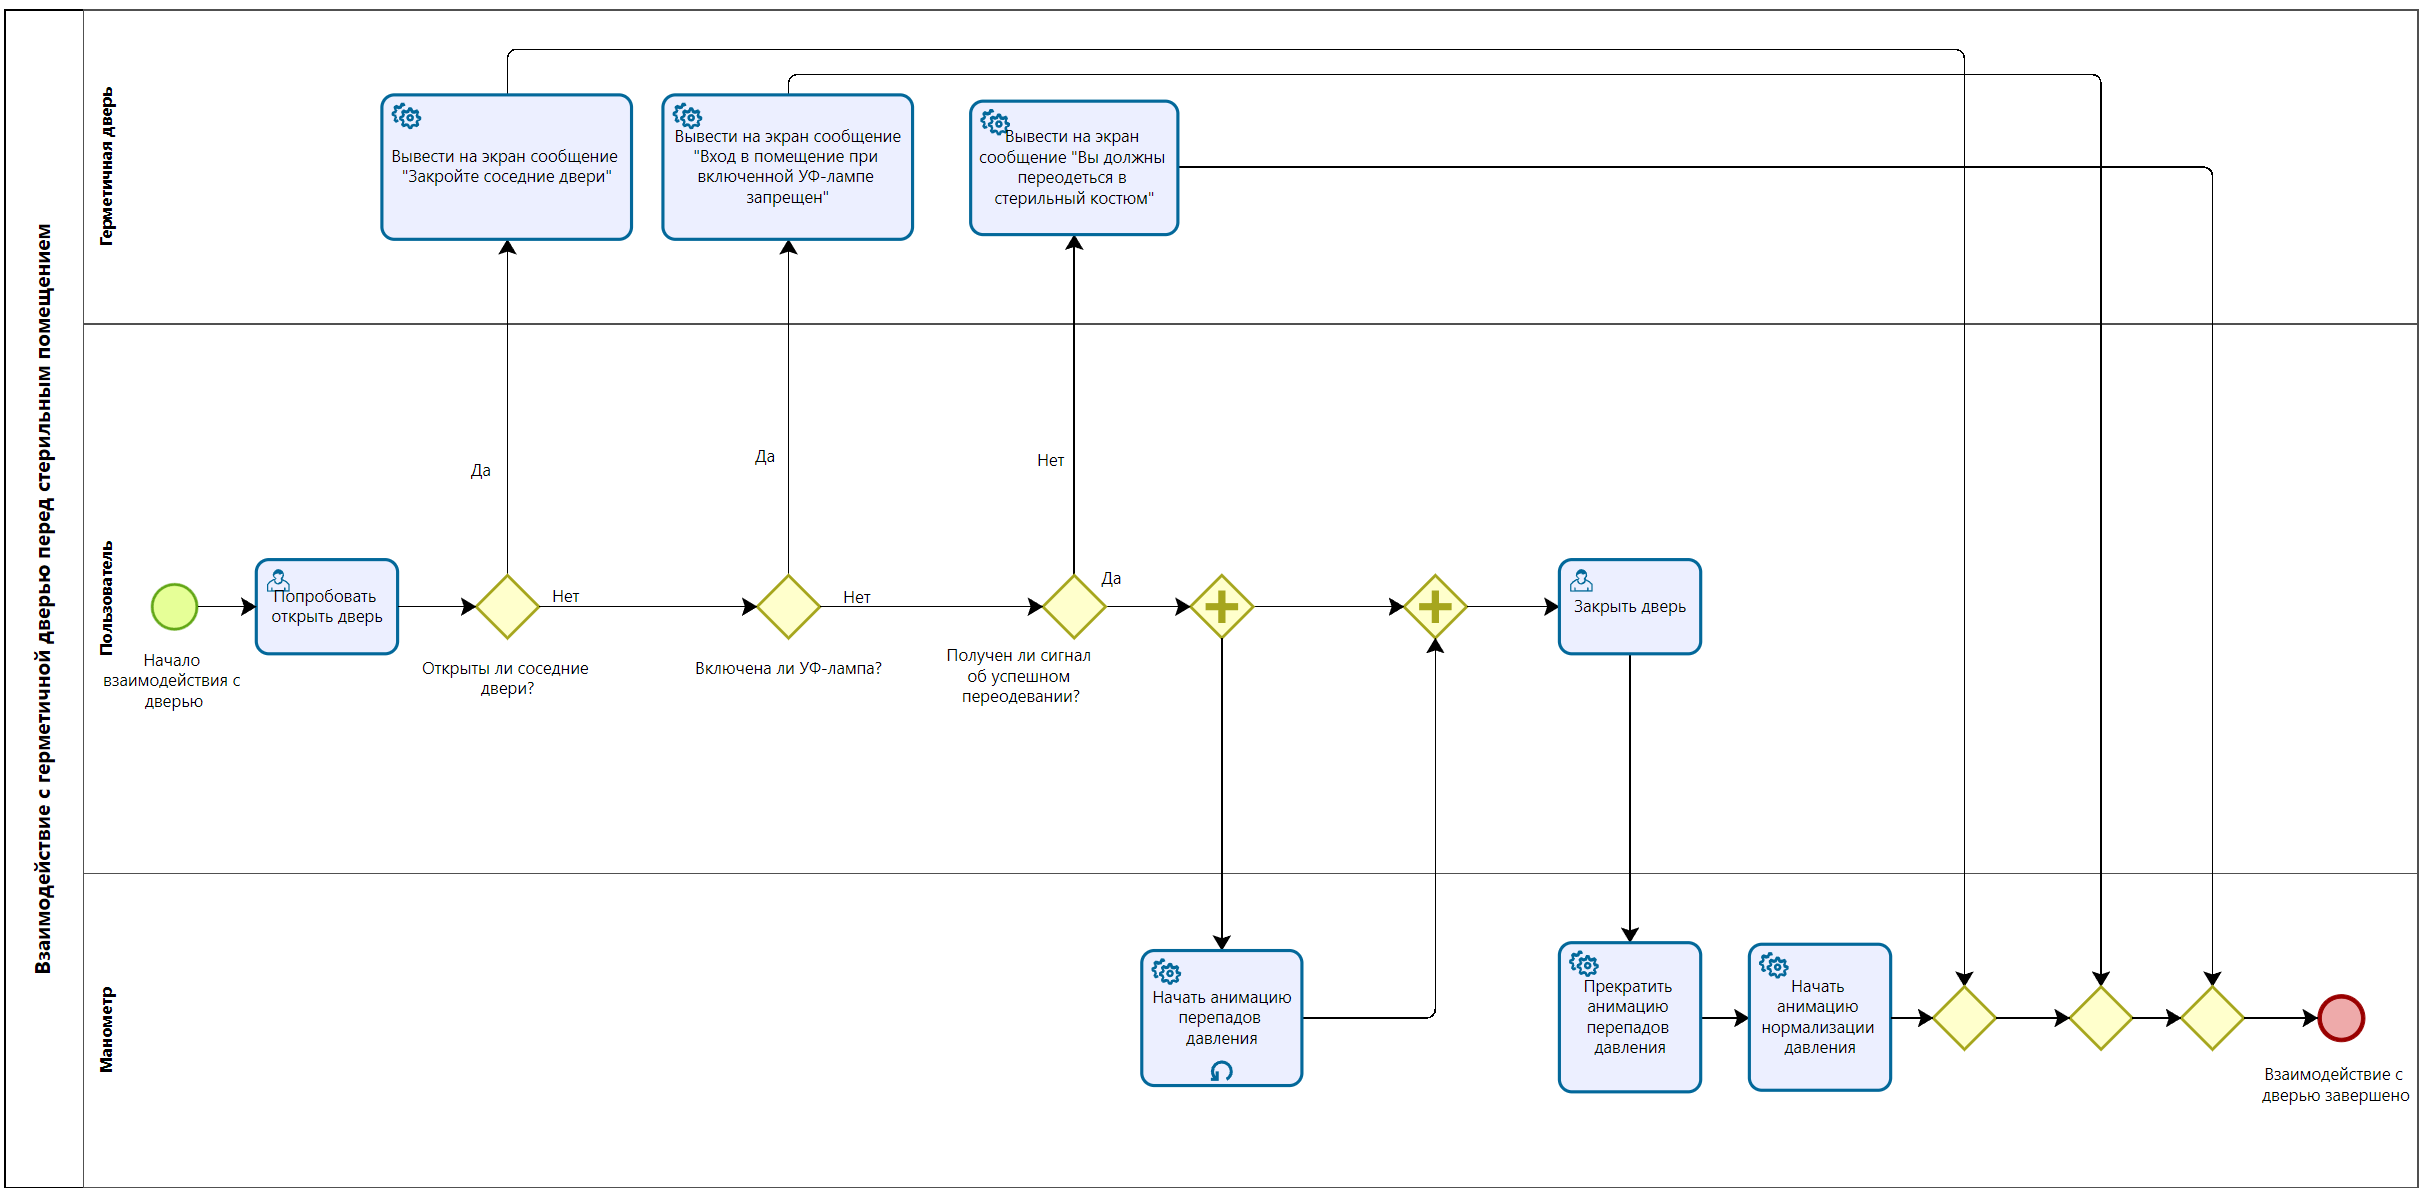 Взаимодействие с герметичной дверью перед стерильным помещением
Герметичная дверь
Вывести на экран сообщение
"Закройте соседние двери"
Вывести на экран сообщение
"Вход в помещение при
включенной УФ-лампе
запрещен"
Вывести на экран
сообщение "Вы должны
переодеться в
стерильный костюм"
Пользователь
Начало
взаимодействия с
дверью
Попробовать
открыть дверь
Да
Нет
Открыты ли соседние
двери?
Да
Нет
Включена ли УФ-лампа?
Нет
Да
Получен ли сигнал
об успешном
переодевании?
Закрыть дверь
Манометр
Начать анимацию
перепадов
давления
Прекратить
анимацию
перепадов
давления
Начать
анимацию
нормализации
давления
Взаимодействие с
дверью завершено